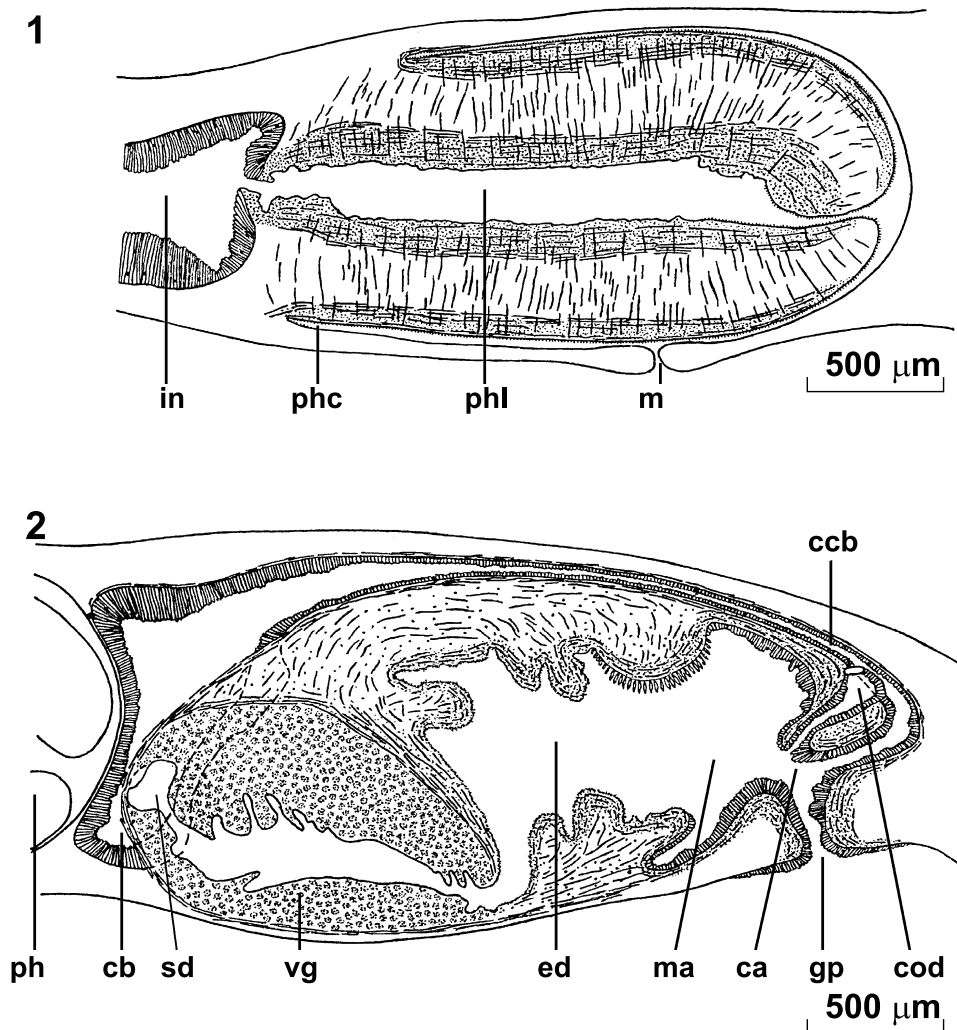 1
in phc phl m 500 μm
2
ccb
ph cb sd vg ed ma ca gp cod
500 μm